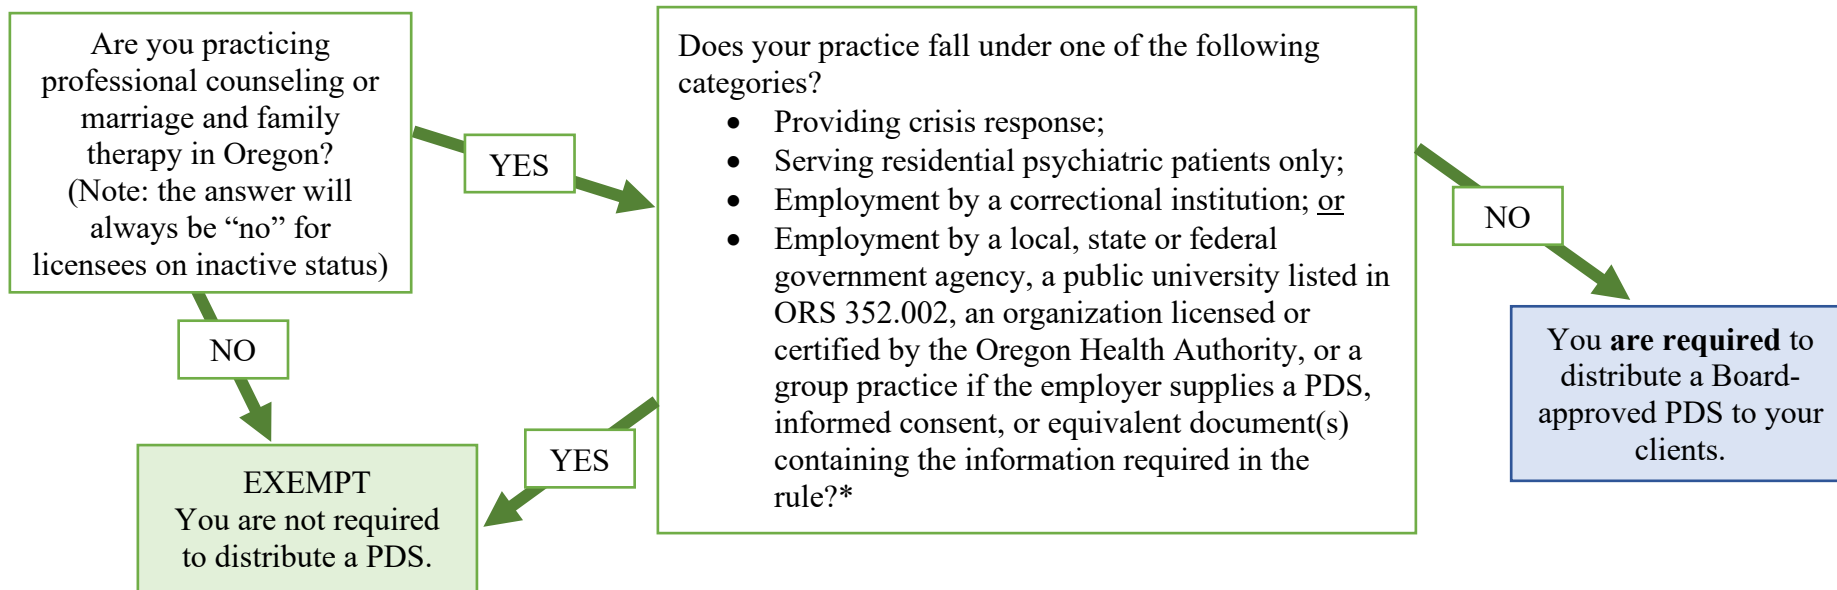 Are you practicing
professional counseling or
marriage and family
therapy in Oregon?
(Note: the answer will
always be “no” for
licensees on inactive status)
YES
NO
Does your practice fall under one of the following
categories?
• Providing crisis response;
• Serving residential psychiatric patients only;
• Employment by a correctional institution; or
• Employment by a local, state or federal
government agency, a public university listed in
ORS 352.002, an organization licensed or
certified by the Oregon Health Authority, or a
group practice if the employer supplies a PDS,
informed consent, or equivalent document(s)
containing the information required in the
rule?*
YES
NO
EXEMPT
You are not required
to distribute a PDS.
You are required to
distribute a Board-
approved PDS to your
clients.